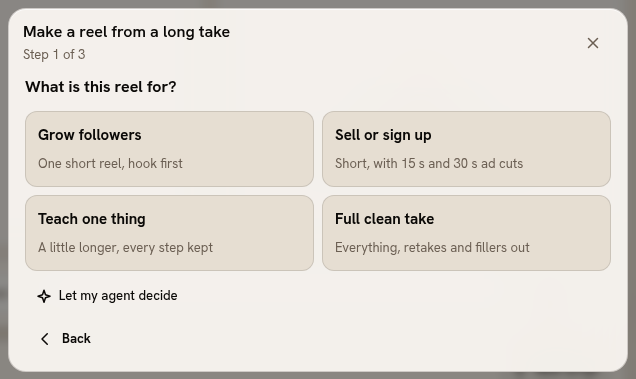 Make a reel from a long take
Step 1 of 3
What is this reel for?
Grow followers
One short reel, hook first
Sell or sign up
Short, with 15 s and 30 s ad cuts
Teach one thing
A little longer, every step kept
Full clean take
Everything, retakes and fillers out
Let my agent decide
Back